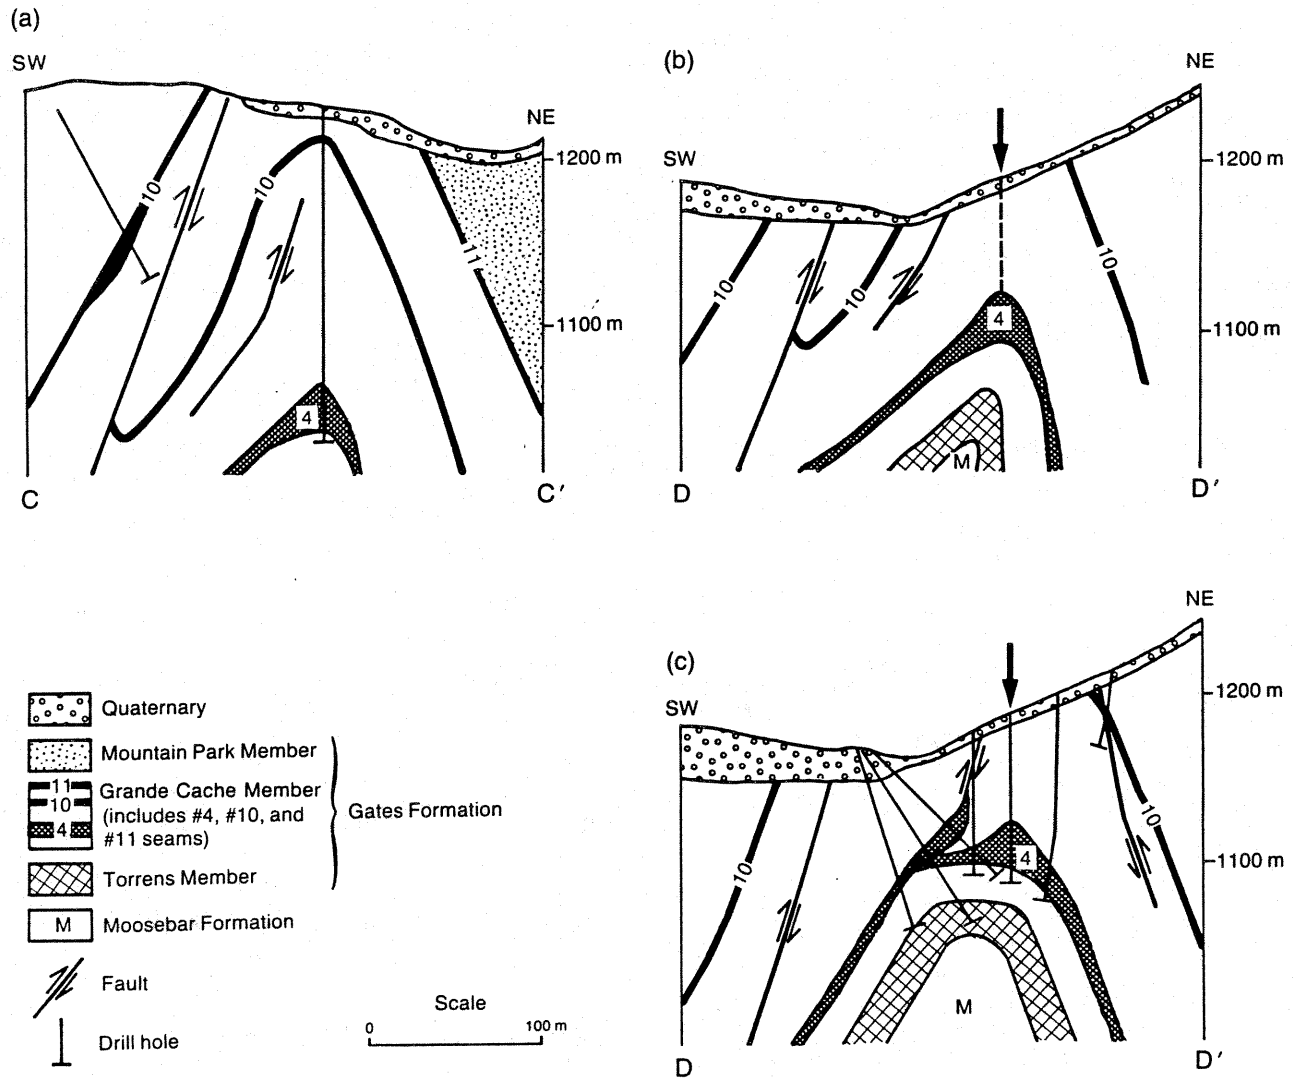 (a)
SW
NE
1200 m
1100 m
10
10
11
4
C
C'
(b)
NE
SW
1200 m
1100 m
10
10
10
4
M
D
D'
(c)
NE
SW
1200 m
1100 m
10
10
4
M
D
D'
Quaternary
Mountain Park Member
11
10
4
Grande Cache Member
(includes #4, #10, and
#11 seams)
Gates Formation
Torrens Member
M
Moosebar Formation
Fault
Drill hole
Scale
0
100 m